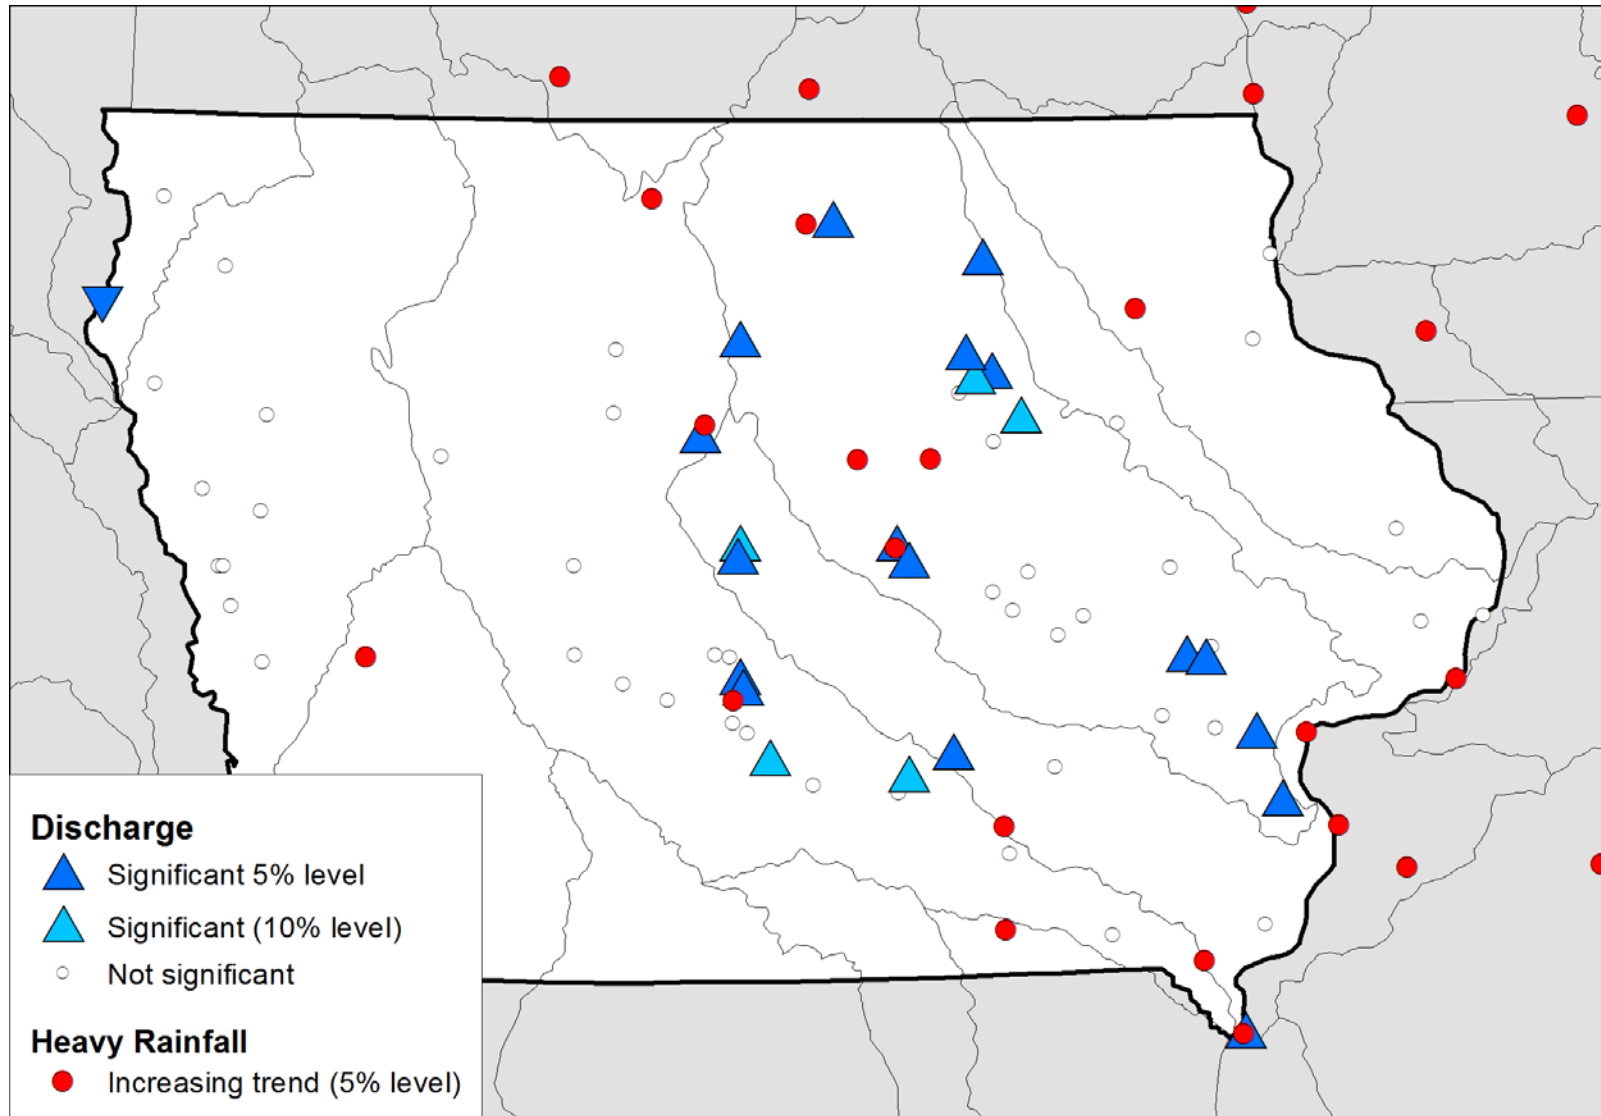 Discharge
Significant 5% level
Significant (10% level)
Not significant
Heavy Rainfall
Increasing trend (5% level)